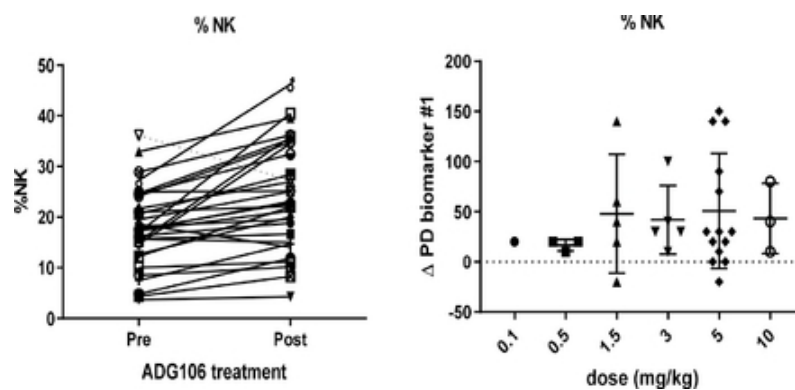 % NK
50
40
30
20
10
0
%NK
Pre
Post
ADG106 treatment
% NK
200
150
100
50
0
-50
Δ PD biomarker #1
0.1
0.5
1.5
3
5
10
dose (mg/kg)